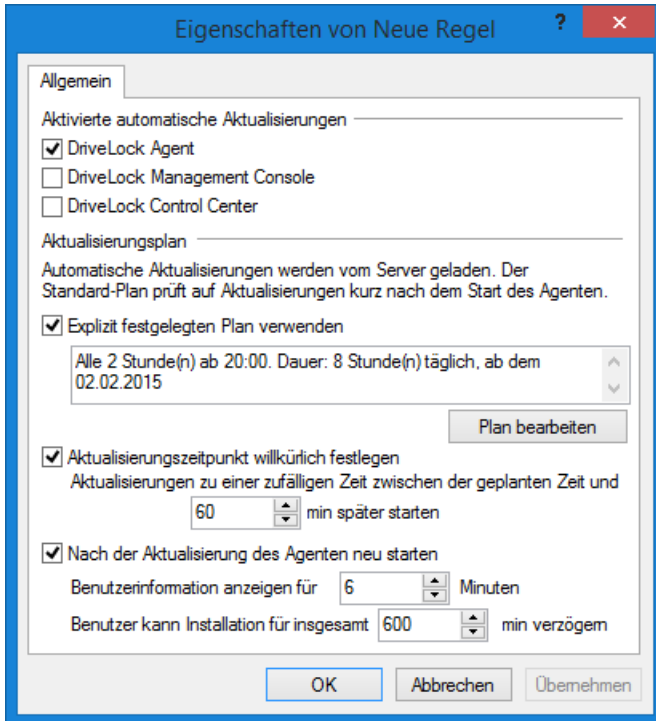 Eigenschaften von Neue Regel
?
×
Allgemein
Aktivierte automatische Aktualisierungen
DriveLock Agent
DriveLock Management Console
DriveLock Control Center
Aktualisierungsplan
Automatische Aktualisierungen werden vom Server geladen. Der
Standard-Plan prüft auf Aktualisierungen kurz nach dem Start des Agenten.
Explizit festgelegten Plan verwenden
Alle 2 Stunde(n) ab 20:00. Dauer: 8 Stunde(n) täglich, ab dem
02.02.2015
Plan bearbeiten
Aktualisierungszeitpunkt willkürlich festlegen
Aktualisierungen zu einer zufälligen Zeit zwischen der geplanten Zeit und
60 min später starten
Nach der Aktualisierung des Agenten neu starten
Benutzerinformation anzeigen für 6 Minuten
Benutzer kann Installation für insgesamt 600 min verzögern
OK Abbrechen Übernehmen